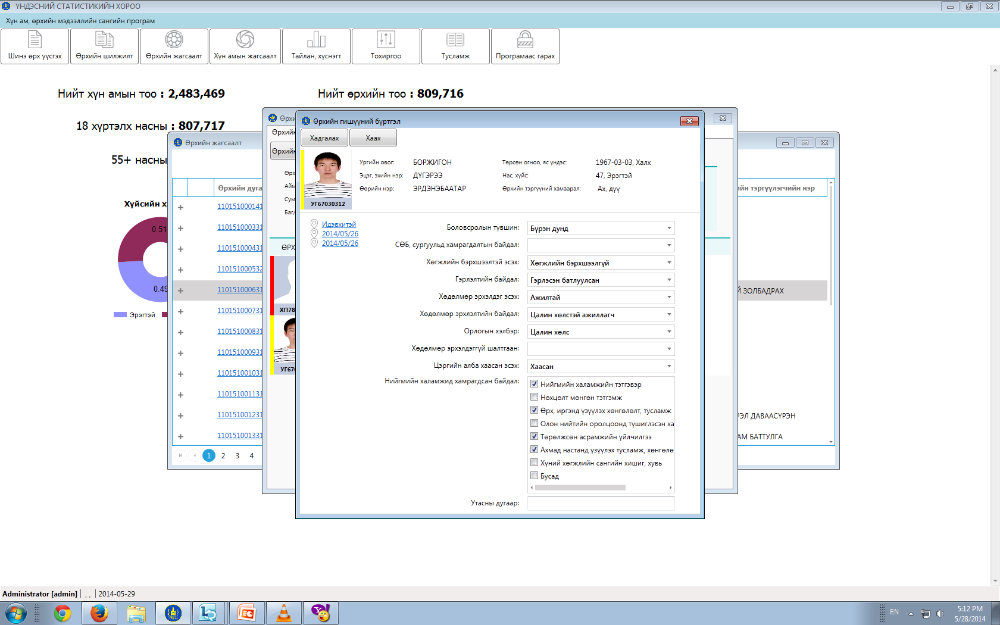 ҮНДЭСНИЙ СТАТИСТИКИЙН ХОРОО
Хүн ам, өрхийн мэдээллийн сангийн програм
Шинэ өрх үүсгэх
Өрхийн шилжилт
Өрхийн жагсаалт
Хүн амын жагсаалт
Тайлан, хүснэгт
Тохиргоо
Тусламж
Програмаас гарах
Нийт хүн амын тоо : 2,483,469
Нийт өрхийн тоо : 809,716
18 хүртэлх насны : 807,717
55+ насны
Хүйсийн х
0.51
0.49
Эрэгтэй
Өрхийн жагсаалт
Өрхийн дуга
ийн тэргүүлэгчийн нэр
110151000141
110151000331
110151000431
110151000532
110151000631
Й ЗОЛБАДРАХ
110151000731
110151000831
110151000931
110151001031
110151001131
110151001231
ЭЛ ДАВААСҮРЭН
110151001331
АМ БАТТУЛГА
1 2 3 4
Өрхи
Өрхийн
Өрхийн
Өрх
Айм
Сум
Баг/
ӨРХ
ХП78
УГ670
Өрхийн гишүүний бүртгэл
Хадгалах
Хаах
УГ67030312
Ургийн овог: БОРЖИГОН
Төрсөн огноо, яс үндэс: 1967-03-03, Халх
Эцэг, эхийн нэр: ДҮГЭРЭЭ
Нас, хүйс: 47, Эрэгтэй
Өөрийн нэр: ЭРДЭНЭБААТАР
Өрхийн тэргүүний хамаарал: Ах, дүү
Идэвхитэй
2014/05/26
2014/05/26
Боловсролын түвшин: Бүрэн дунд
СӨБ, сургуульд хамрагдалтын байдал:
Хөгжлийн бэрхшээлтэй эсэх: Хөгжлийн бэрхшээлгүй
Гэрлэлтийн байдал: Гэрлэсэн батлуулсан
Хөдөлмөр эрхэлдэг эсэх: Ажилтай
Хөдөлмөр эрхлэлтийн байдал: Цалин хөлстэй ажиллагч
Орлогын хэлбэр: Цалин хөлс
Хөдөлмөр эрхэлдэггүй шалтгаан:
Цэргийн алба хаасан эсэх: Хаасан
Нийгмийн халамжид хамрагдсан байдал:
Нийгмийн халамжийн тэтгэвэр
Нөхцөлт мөнгөн тэтгэмж
Өрх, иргэнд үзүүлэх хөнгөлөлт, тусламж
Олон нийтийн оролцоонд түшиглэсэн ха
Төрөлжсөн асрамжийн үйлчилгээ
Ахмад настанд үзүүлэх тусламж, хөнгөлө
Хүний хөгжлийн сангийн хишиг, хувь
Бусад
Утасны дугаар:
Administrator [admin] , , 2014-05-29
EN
5:12 PM
5/28/2014